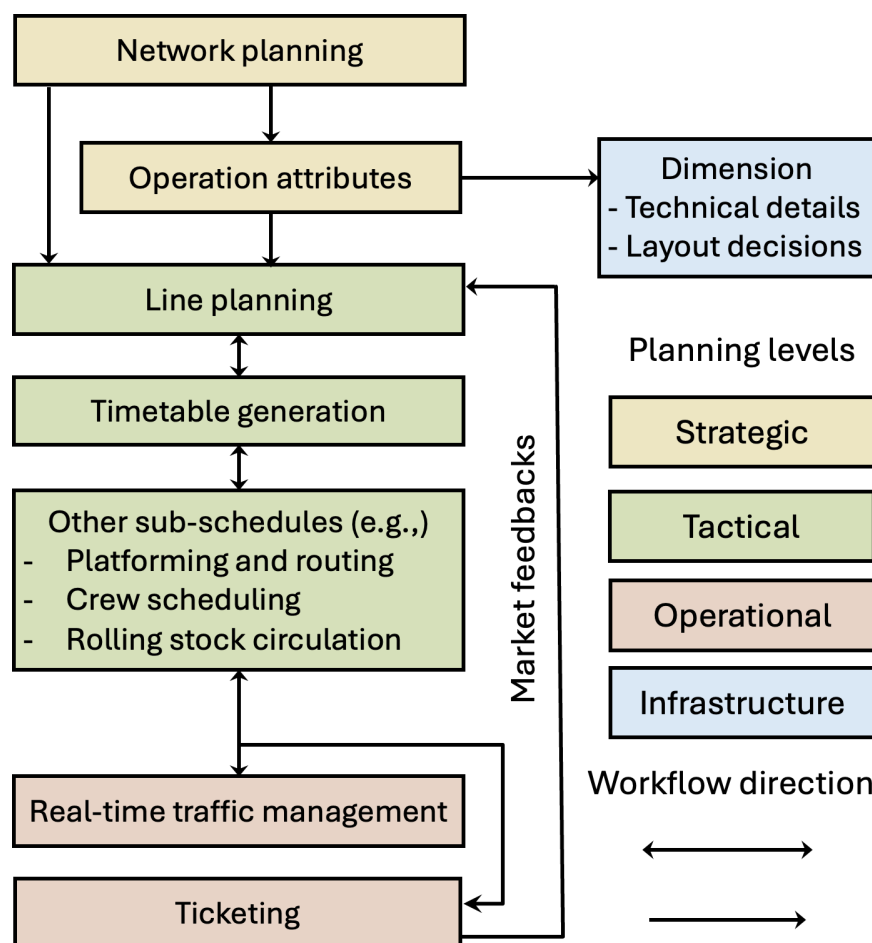 Network planning
Operation attributes
Dimension
- Technical details
- Layout decisions
Line planning
Timetable generation
Other sub-schedules (e.g.,)
- Platforming and routing
- Crew scheduling
- Rolling stock circulation
Market feedbacks
Real-time traffic management
Ticketing
Planning levels
Strategic
Tactical
Operational
Infrastructure
Workflow direction